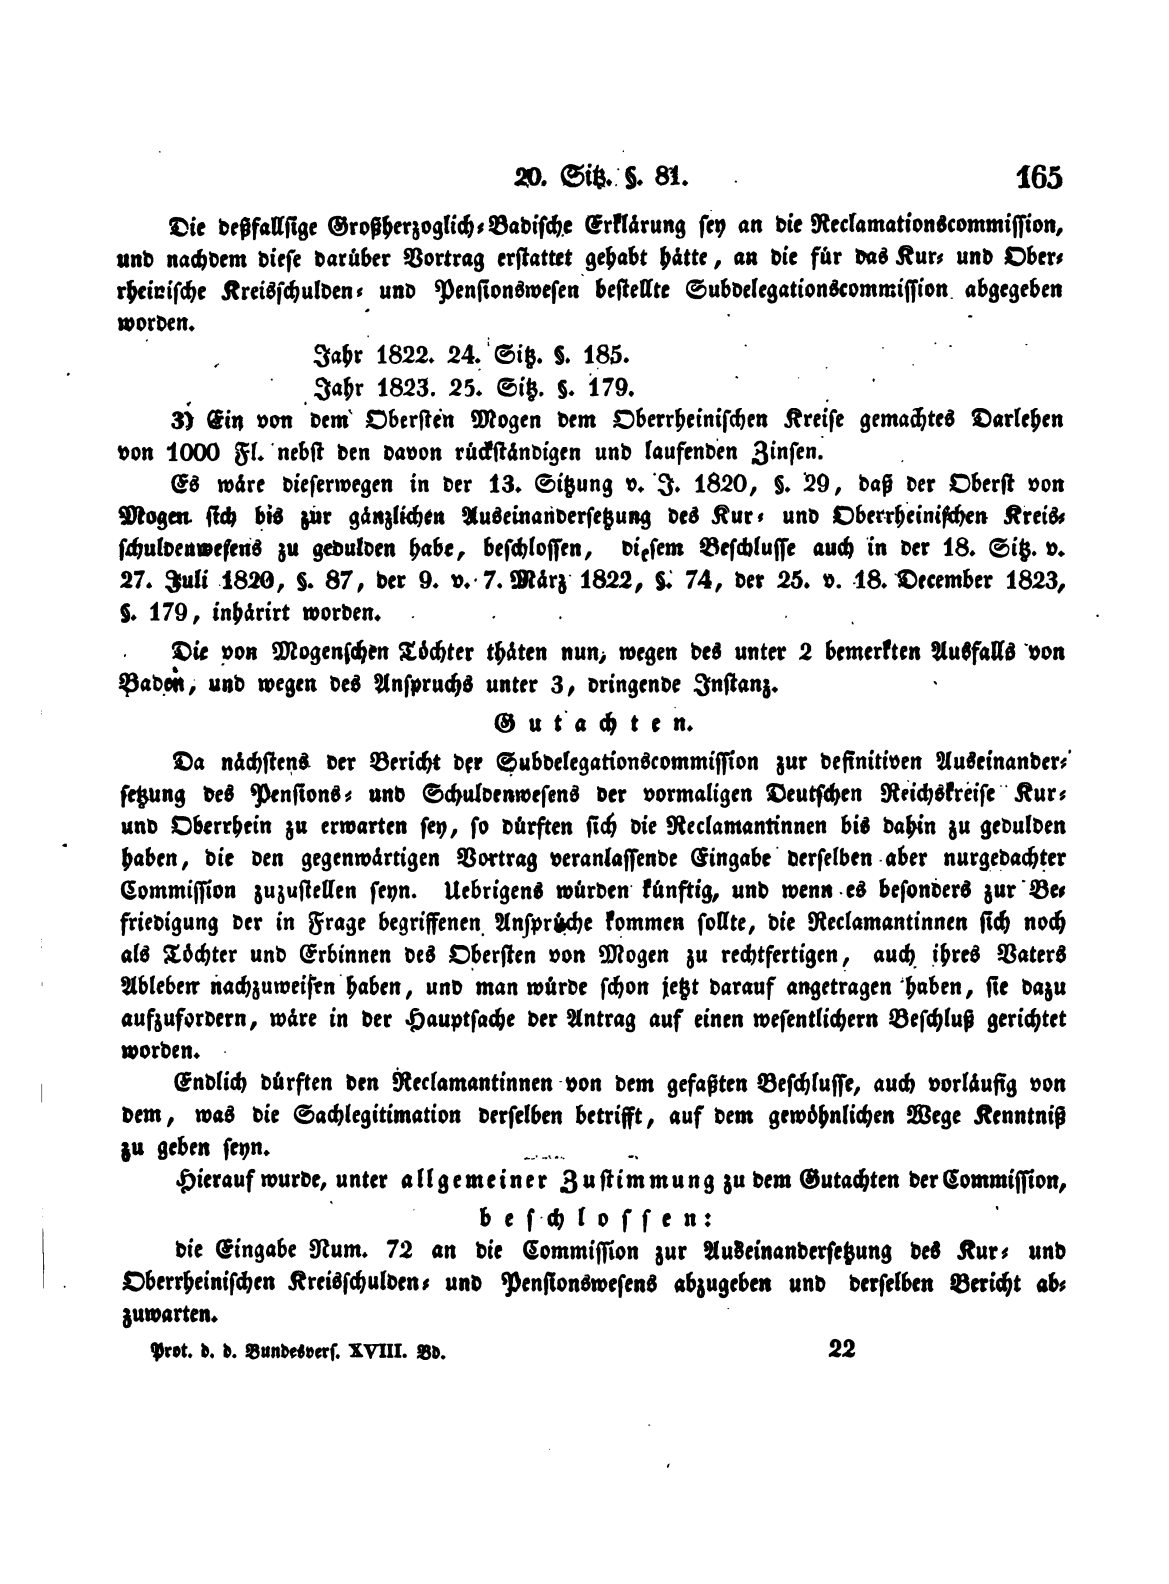 20. Sitz. §. 81. 165
Die deßfallsige Großherzoglich-Badische Erklärung sey an die Reclamationscommission,
und nachdem diese darüber Vortrag erstattet gehabt hätte, an die für das Kur- und Ober-
rheinische Kreisschulden- und Pensionswesen bestellte Subdelegationscommission abgegeben
worden.
Jahr 1822. 24. Sitz. §. 185.
Jahr 1823. 25. Sitz. §. 179.
3) Ein von dem Obersten Mogen dem Oberrheinischen Kreise gemachtes Darlehen
von 1000 Fl. nebst den davon rückständigen und laufenden Zinsen.
Es wäre dieserwegen in der 13. Sitzung v. J. 1820, §. 29, daß der Oberst von
Mogen sich bis zur gänzlichen Auseinandersetzung des Kur- und Oberrheinischen Kreis-
schuldenwesens zu gedulden habe, beschlossen, diesem Beschlusse auch in der 18. Sitz. v.
27. Juli 1820, §. 87, der 9. v. 7. März 1822, §. 74, der 25. v. 18. December 1823,
§. 179, inhärirt worden.
Die von Mogenschen Töchter thäten nun, wegen des unter 2 bemerkten Ausfalls von
Baden, und wegen des Anspruchs unter 3, dringende Instanz.
Gutachten.
Da nächstens der Bericht der Subdelegationscommission zur definitiven Auseinander-
setzung des Pensions- und Schuldenwesens der vormaligen Deutschen Reichskreise Kur-
und Oberrhein zu erwarten sey, so dürften sich die Reclamantinnen bis dahin zu gedulden
haben, die den gegenwärtigen Vortrag veranlassende Eingabe derselben aber nurgedachter
Commission zuzustellen seyn. Uebrigens würden künftig, und wenn es besonders zur Be-
friedigung der in Frage begriffenen Ansprüche kommen sollte, die Reclamantinnen sich noch
als Töchter und Erbinnen des Obersten von Mogen zu rechtfertigen, auch ihres Vaters
Ableben nachzuweisen haben, und man würde schon jetzt darauf angetragen haben, sie dazu
aufzufordern, wäre in der Hauptsache der Antrag auf einen wesentlichern Beschluß gerichtet
worden.
Endlich dürften den Reclamantinnen von dem gefaßten Beschlusse, auch vorläufig von
dem, was die Sachlegitimation derselben betrifft, auf dem gewöhnlichen Wege Kenntniß
zu geben seyn.
Hierauf wurde, unter allgemeiner Zustimmung zu dem Gutachten der Commission,
beschlossen:
die Eingabe Num. 72 an die Commission zur Auseinandersetzung des Kur- und
Oberrheinischen Kreisschulden- und Pensionswesens abzugeben und derselben Bericht ab-
zuwarten.
Prot. d. d. Bundesvers. XVIII. Bd. 22